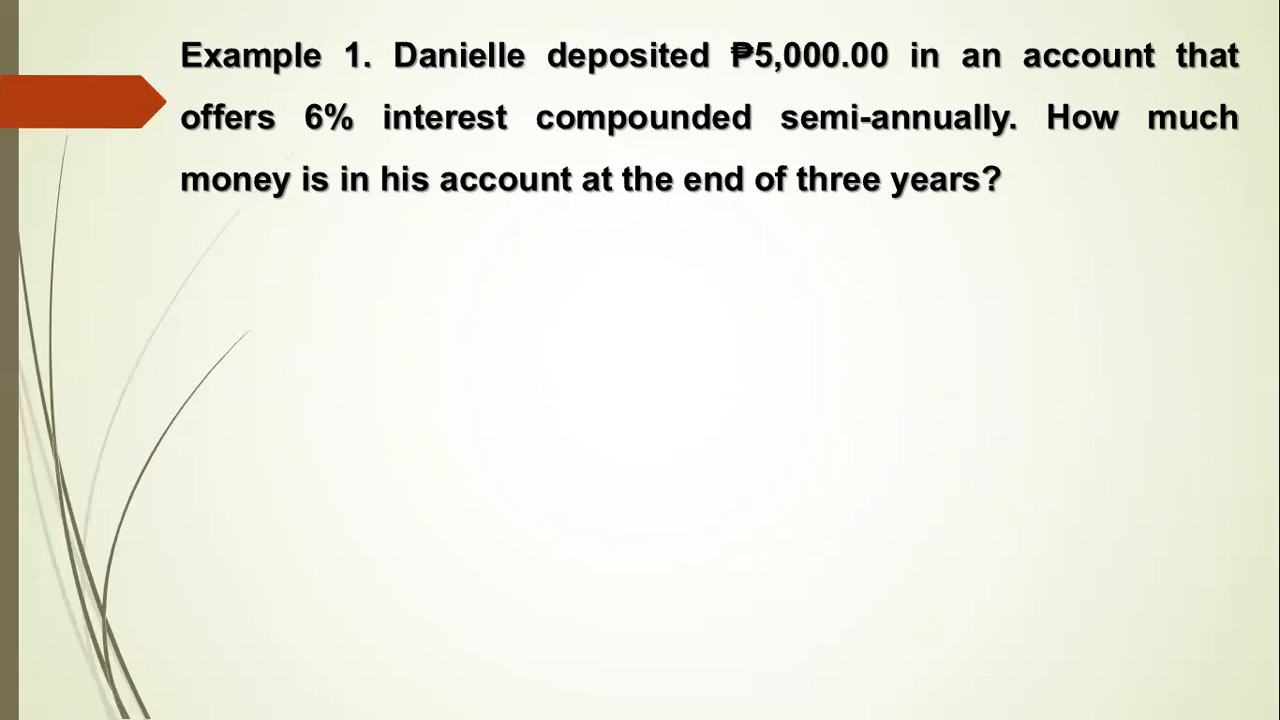 Example 1. Danielle deposited ₱5,000.00 in an account that
offers 6% interest compounded semi-annually. How much
money is in his account at the end of three years?